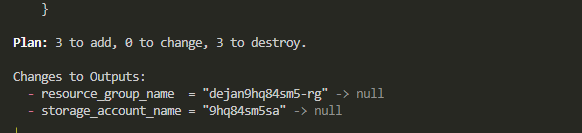 }
Plan: 3 to add, 0 to change, 3 to destroy.
Changes to Outputs:
- resource_group_name = "dejan9hq84sm5-rg" -> null
- storage_account_name = "9hq84sm5sa" -> null